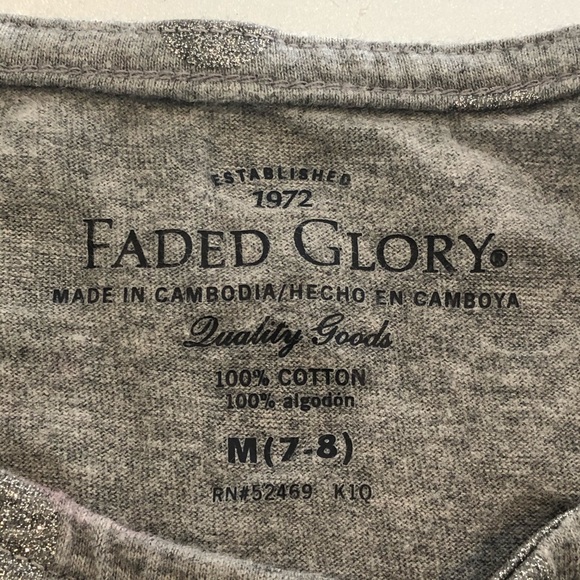 ESTABLISHED
1972
FADED GLORY®
MADE IN CAMBODIA/HECHO EN CAMBOYA
Quality Goods
100% COTTON
100% algodón
M(7-8)
RN#52469 K1Q